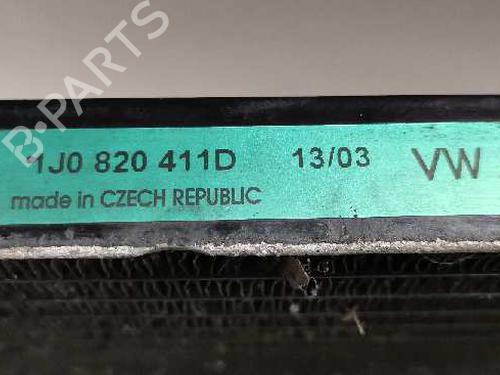 1J0 820 411D 13/03 VW
made in CZECH REPUBLIC
B-PARTS